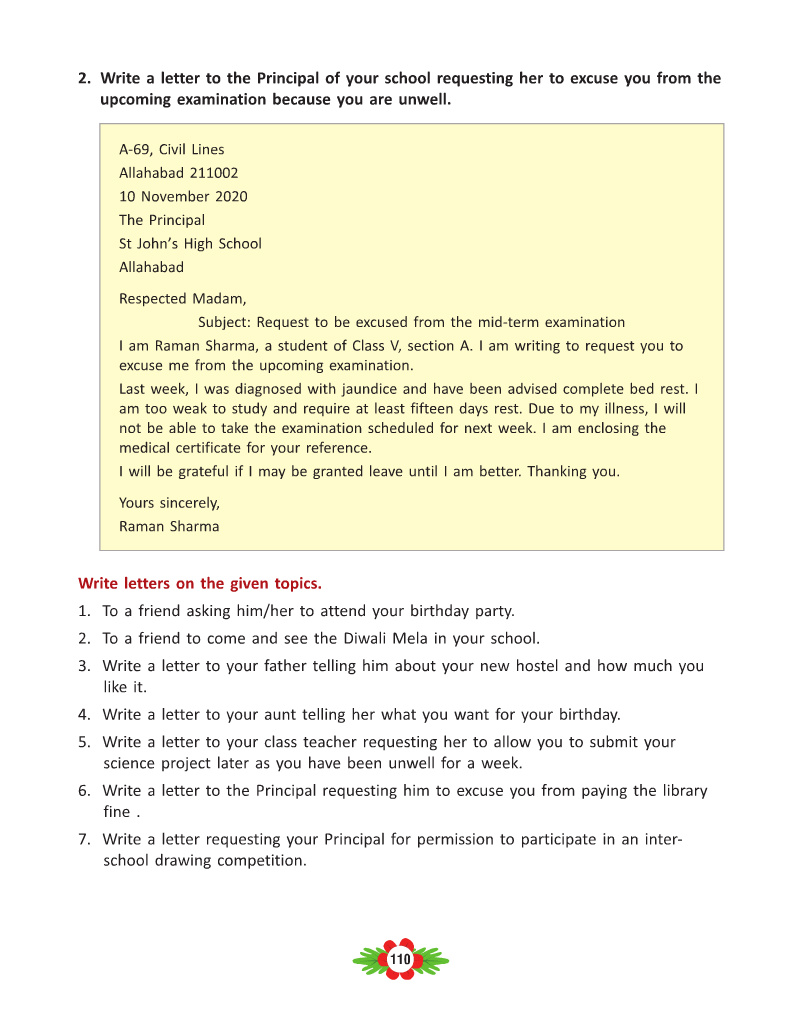 2. Write a letter to the Principal of your school requesting her to excuse you from the
upcoming examination because you are unwell.
A-69, Civil Lines
Allahabad 211002
10 November 2020
The Principal
St John’s High School
Allahabad
Respected Madam,
Subject: Request to be excused from the mid-term examination
I am Raman Sharma, a student of Class V, section A. I am writing to request you to
excuse me from the upcoming examination.
Last week, I was diagnosed with jaundice and have been advised complete bed rest. I
am too weak to study and require at least fifteen days rest. Due to my illness, I will
not be able to take the examination scheduled for next week. I am enclosing the
medical certificate for your reference.
I will be grateful if I may be granted leave until I am better. Thanking you.
Yours sincerely,
Raman Sharma
Write letters on the given topics.
1. To a friend asking him/her to attend your birthday party.
2. To a friend to come and see the Diwali Mela in your school.
3. Write a letter to your father telling him about your new hostel and how much you
like it.
4. Write a letter to your aunt telling her what you want for your birthday.
5. Write a letter to your class teacher requesting her to allow you to submit your
science project later as you have been unwell for a week.
6. Write a letter to the Principal requesting him to excuse you from paying the library
fine .
7. Write a letter requesting your Principal for permission to participate in an inter-
school drawing competition.
110